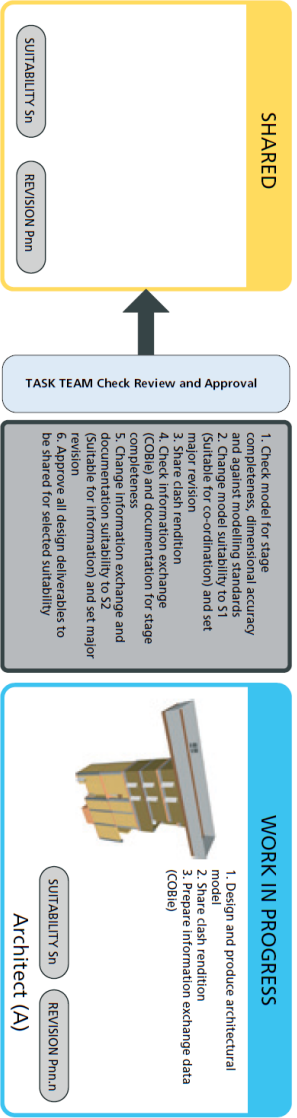 SHARED
SUITABILITY Sn
REVISION Pnn
TASK TEAM Check Review and Approval
1. Check model for stage
completeness, dimensional accuracy
and against modelling standards
2. Change model suitability to S1
(Suitable for co-ordination) and set
major revision
3. Share clash rendition
4. Check information exchange
(COBie) and documentation for stage
completeness
5. Change information exchange and
documentation suitability to S2
(Suitable for information) and set major
revision
6. Approve all design deliverables to
be shared for selected suitability
WORK IN PROGRESS
1. Design and produce architectural
model
2. Share clash rendition
3. Prepare information exchange data
(COBie)
SUITABILITY Sn
REVISION Pnn.n
Architect (A)